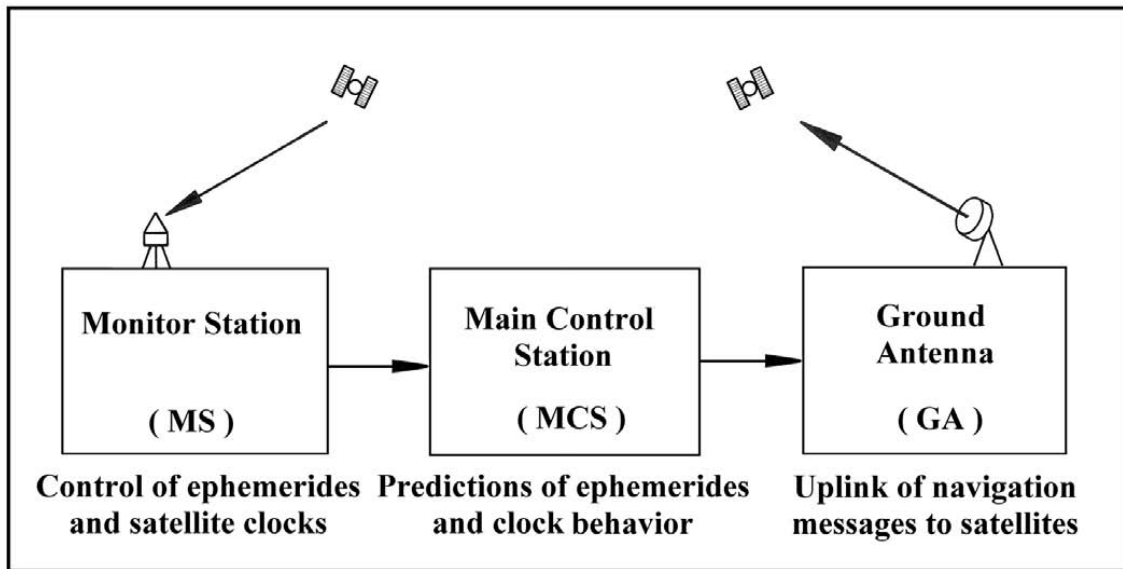 Monitor Station
( MS )
Main Control
Station
( MCS )
Ground
Antenna
( GA )
Control of ephemerides
and satellite clocks
Predictions of ephemerides
and clock behavior
Uplink of navigation
messages to satellites